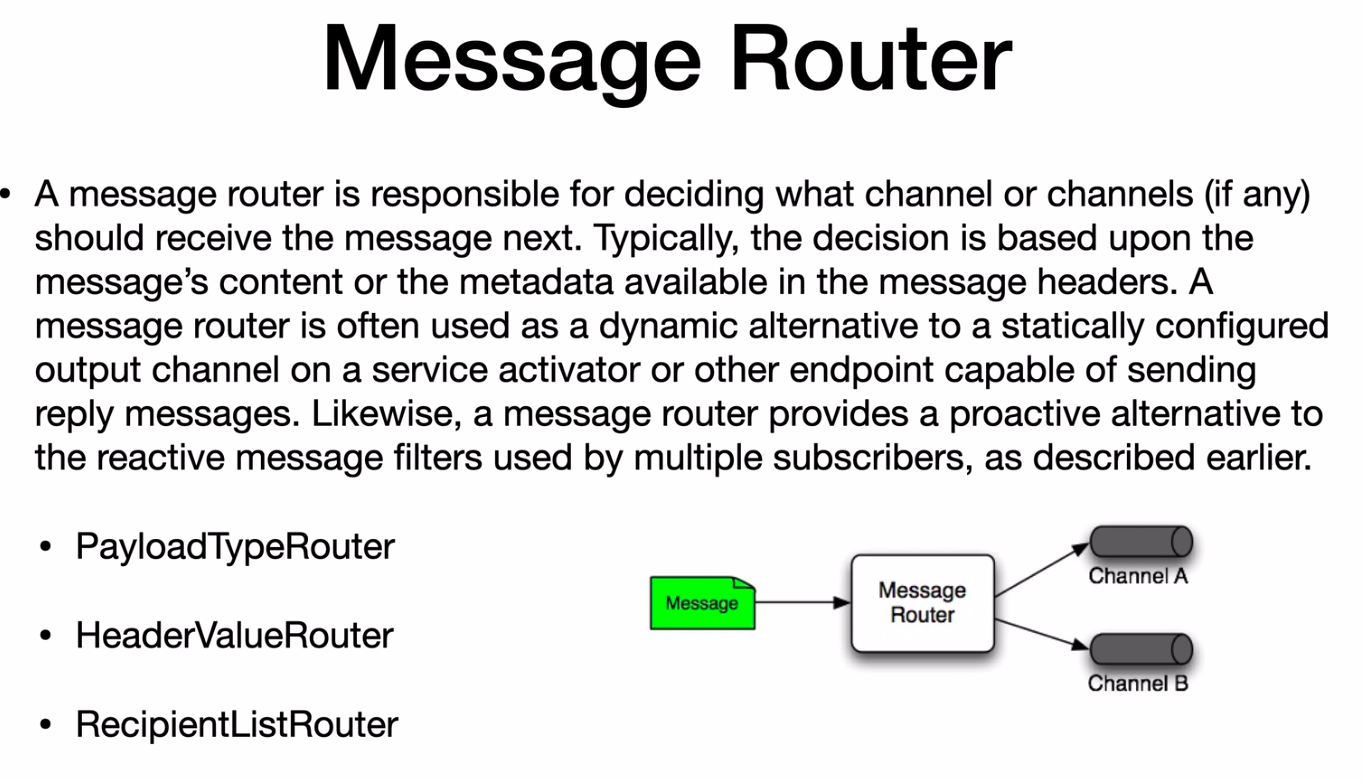 Message Router
• A message router is responsible for deciding what channel or channels (if any)
should receive the message next. Typically, the decision is based upon the
message’s content or the metadata available in the message headers. A
message router is often used as a dynamic alternative to a statically configured
output channel on a service activator or other endpoint capable of sending
reply messages. Likewise, a message router provides a proactive alternative to
the reactive message filters used by multiple subscribers, as described earlier.
• PayloadTypeRouter
• HeaderValueRouter
• RecipientListRouter
Message
Message
Router
Channel A
Channel B